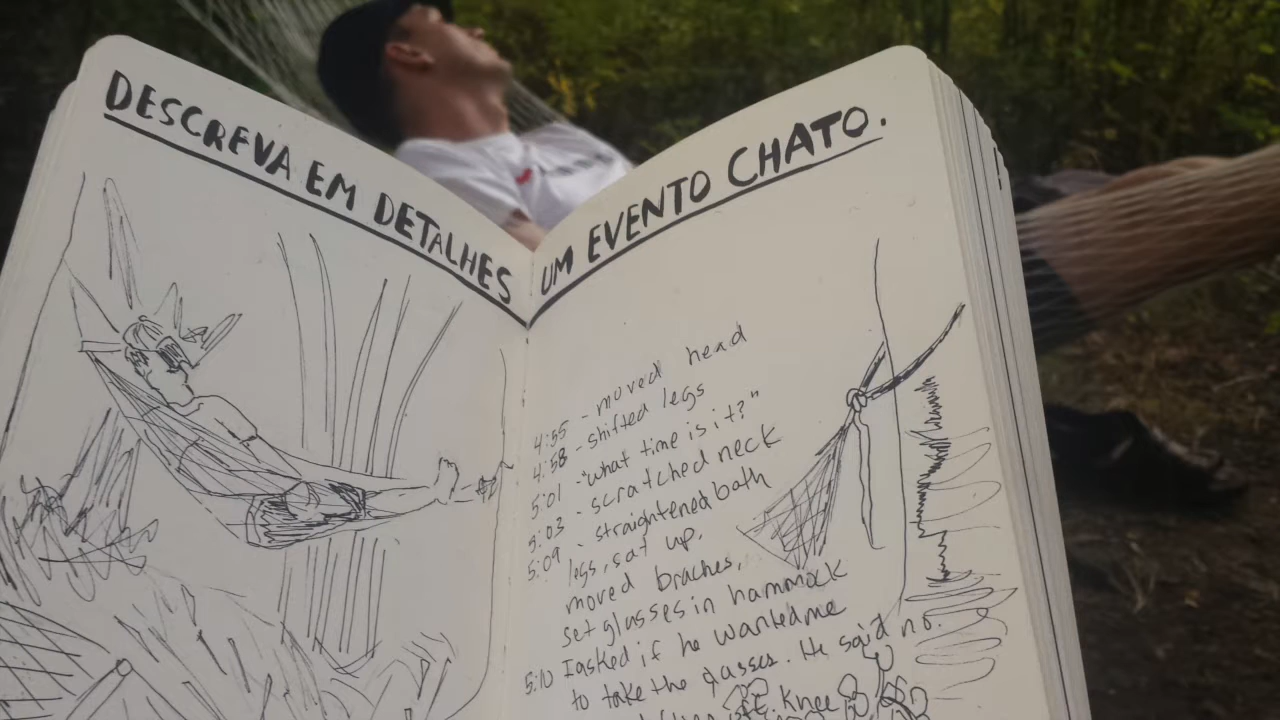 DESCREVA EM DETALHES UM EVENTO CHATO.
4:55 - moved head
4:58 - shifted legs
5:01 - "what time is it?"
5:03 - scratched neck
5:09 - straightened both
legs, sat up.
moved braches,
set glasses in hammock
5:10 I asked if he wanted me
to take the glasses. He said no.
knee